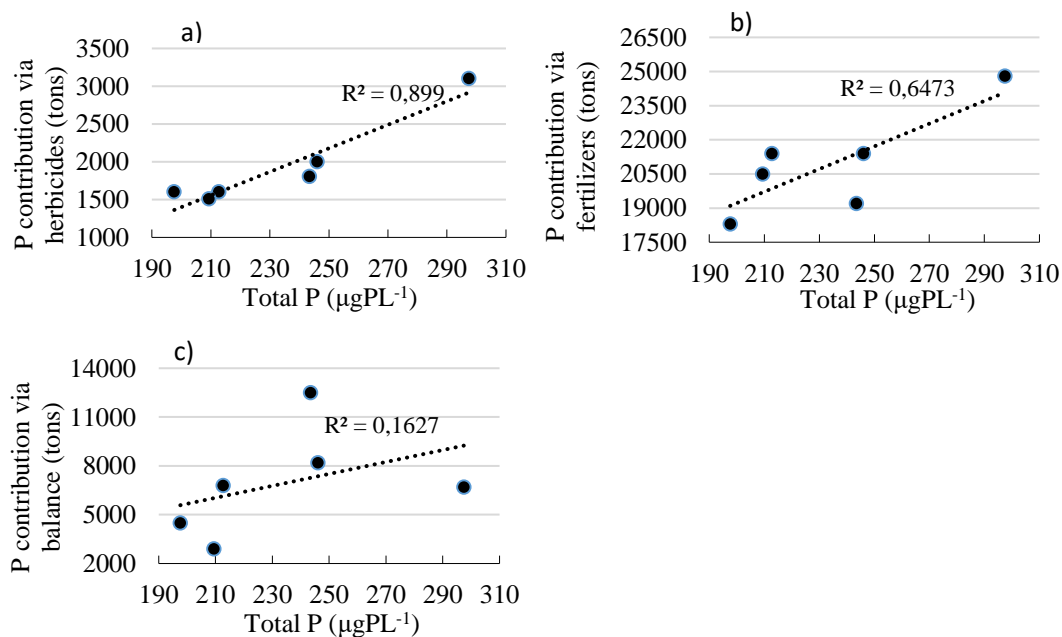 a)
3500
3000
2500
2000
1500
1000
P contribution via
herbicides (tons)
R² = 0,899
190 210 230 250 270 290 310
Total P (µgPL⁻¹)
b)
26500
25000
23500
22000
20500
19000
17500
P contribution via
fertilizers (tons)
R² = 0,6473
190 210 230 250 270 290 310
Total P (µgPL⁻¹)
c)
14000
11000
8000
5000
2000
P contribution via
balance (tons)
R² = 0,1627
190 210 230 250 270 290 310
Total P (µgPL⁻¹)